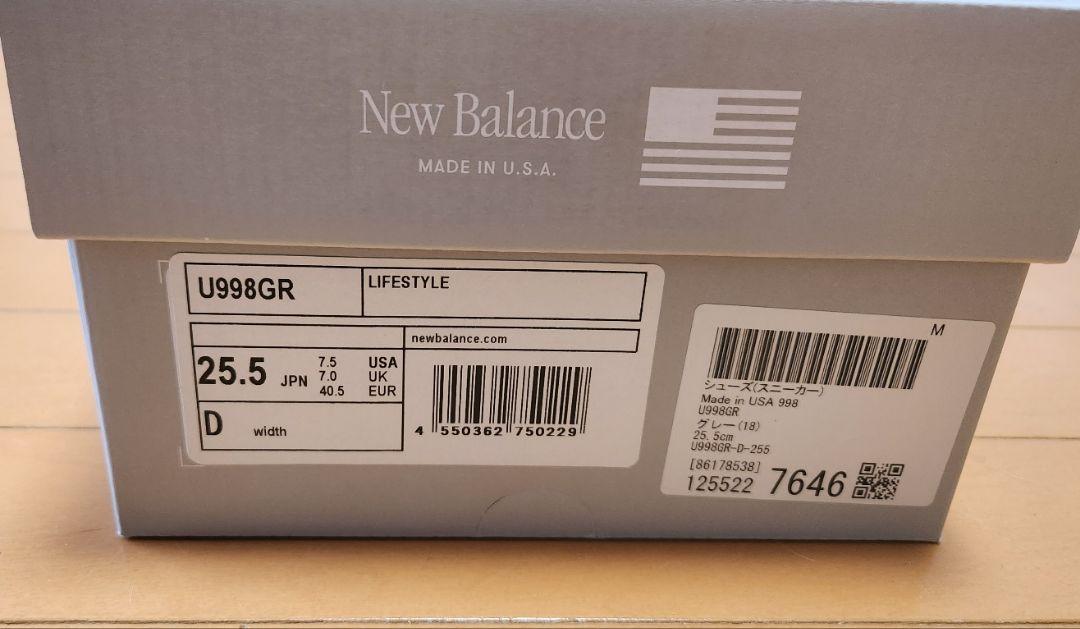 New Balance
MADE IN U.S.A.
U998GR
LIFESTYLE
newbalance.com
25.5 JPN
7.5 USA
7.0 UK
40.5 EUR
D width
4 550362 750229
M
シューズ(スニーカー)
Made in USA 998
U998GR
グレー(18)
25.5cm
U998GR-D-255
[86178538]
125522 7646